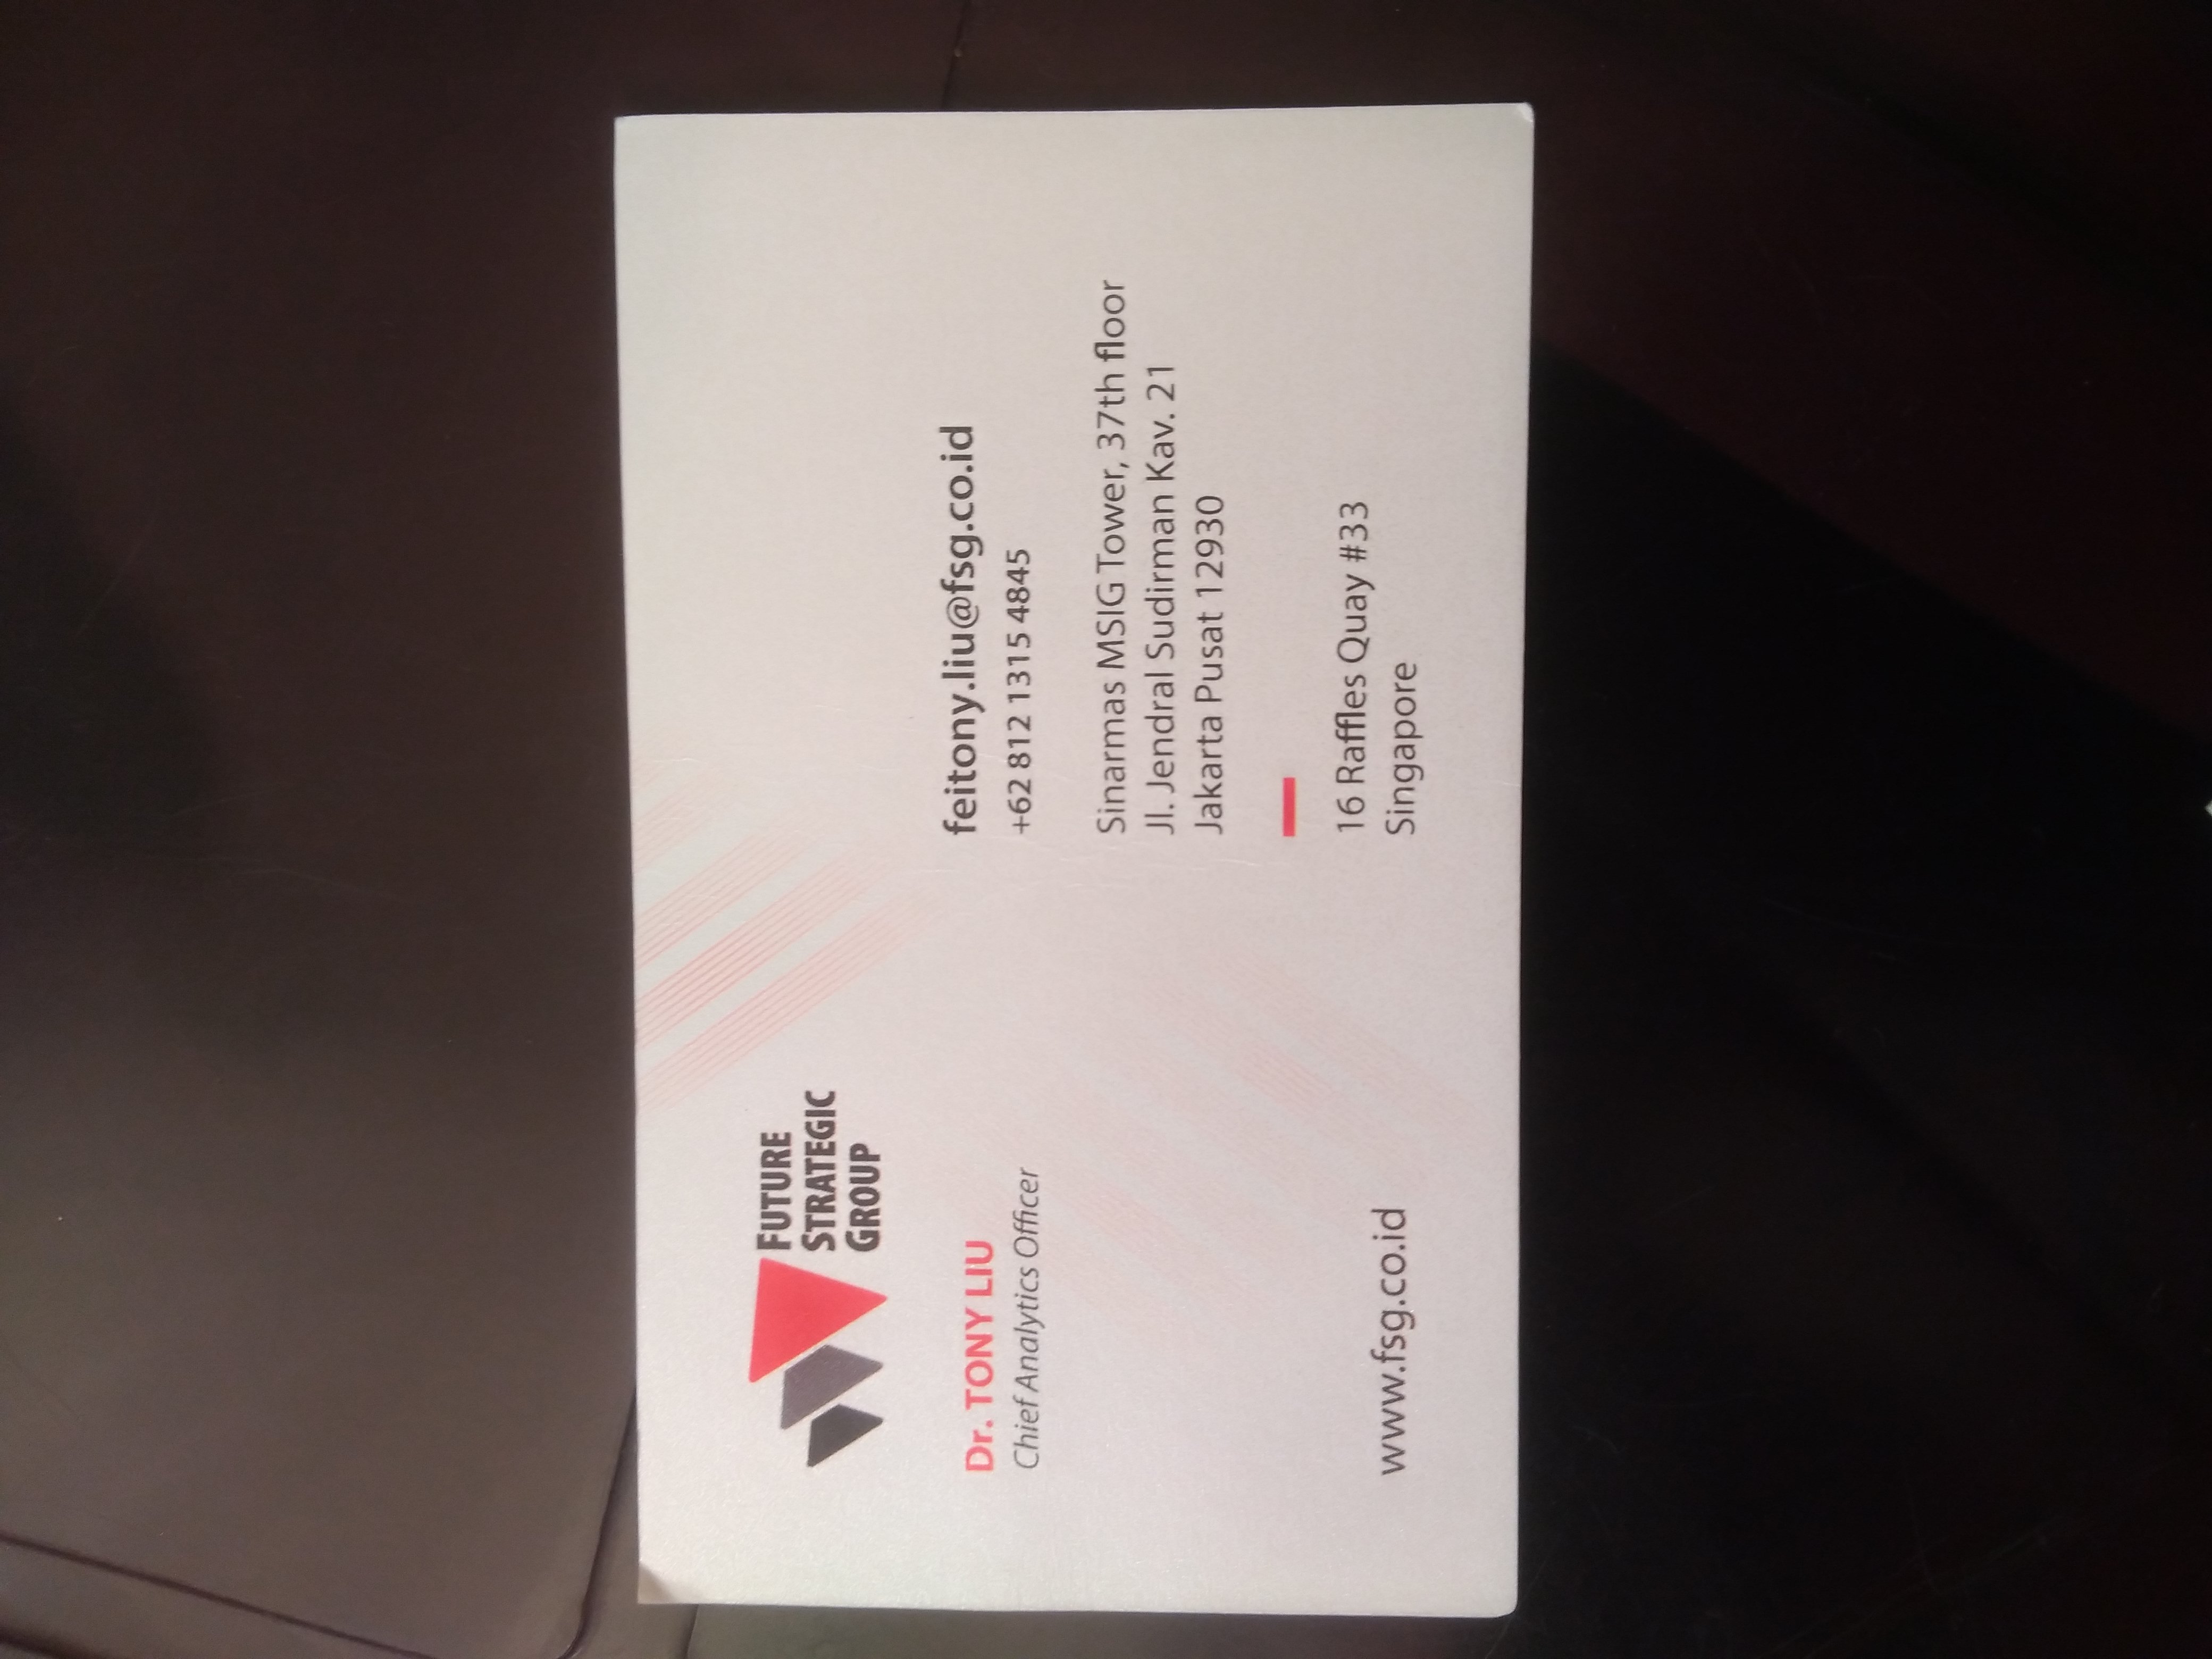 FUTURE
STRATEGIC
GROUP
Dr. TONY LIU
Chief Analytics Officer
www.fsg.co.id
feitony.liu@fsg.co.id
+62 812 1315 4845
Sinarmas MSIG Tower, 37th floor
Jl. Jendral Sudirman Kav. 21
Jakarta Pusat 12930
16 Raffles Quay #33
Singapore